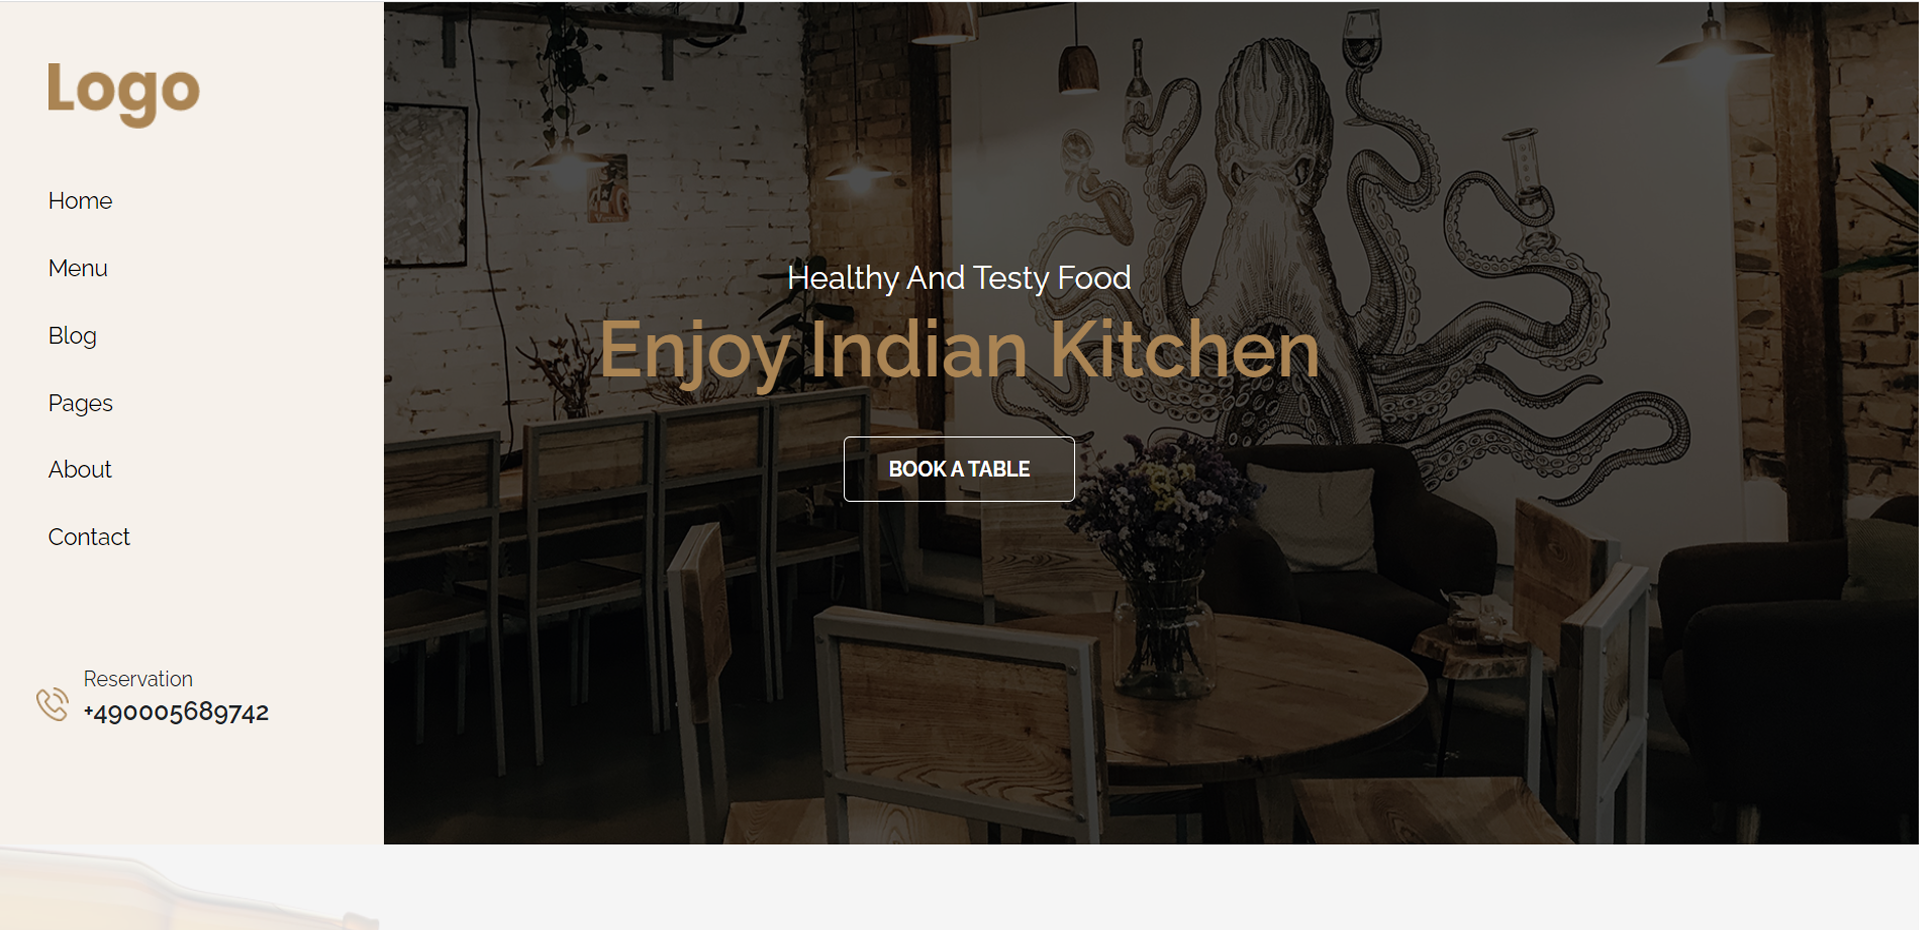 Logo
Home
Menu
Blog
Pages
About
Contact
Reservation
+490005689742
Healthy And Testy Food
Enjoy Indian Kitchen
BOOK A TABLE